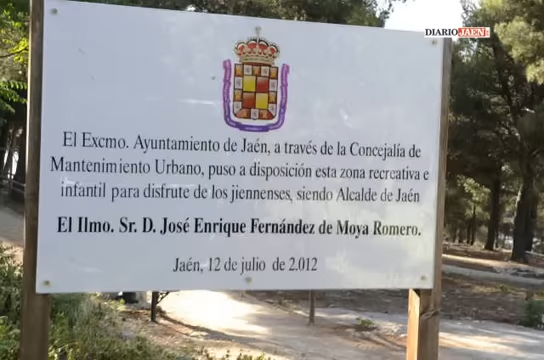 DIARIO JAEN
El Excmo. Ayuntamiento de Jaén, a través de la Concejalía de
Mantenimiento Urbano, puso a disposición esta zona recreativa e
infantil para disfrute de los jiennenses, siendo Alcalde de Jaén
El Ilmo. Sr. D. José Enrique Fernández de Moya Romero.
Jaén, 12 de julio de 2.012